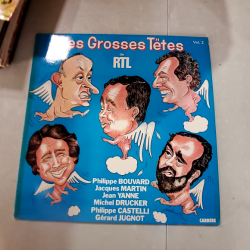 es Grosses Têtes
Vol. 2
de
RTL
Philippe BOUVARD
Jacques MARTIN
Jean YANNE
Michel DRUCKER
Philippe CASTELLI
Gérard JUGNOT
CARRERE